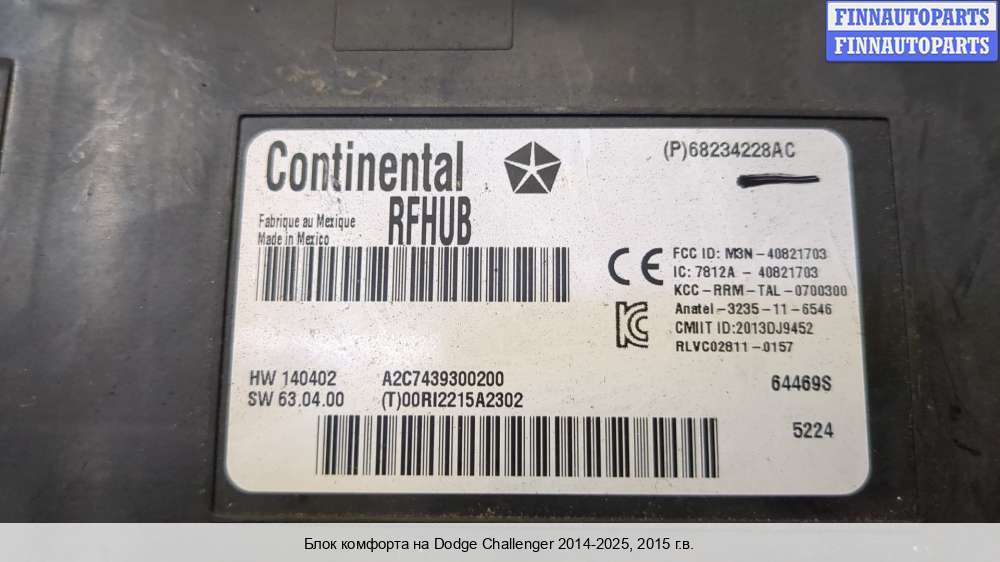 FINNAUTOPARTS
FINNAUTOPARTS
Continental
(P)68234228AC
RFHUB
Fabrique au Mexique
Made in Mexico
FCC ID: M3N-40821703
IC: 7812A - 40821703
KCC-RRM-TAL-0700300
Anatel-3235-11-6546
CMIIT ID:2013DJ9452
RLVC02811-0157
CE
HW 140402 A2C7439300200 64469S
SW 63.04.00 (T)00RI2215A2302
5224
Блок комфорта на Dodge Challenger 2014-2025, 2015 г.в.